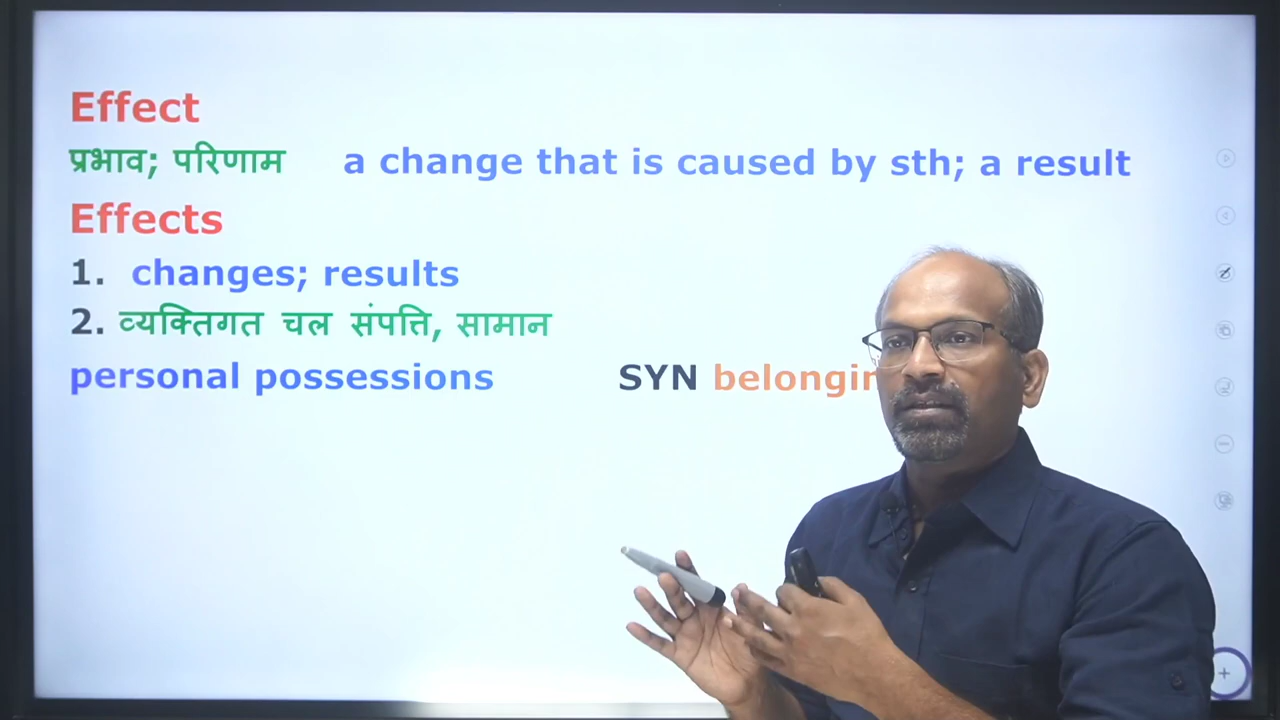 Effect
प्रभाव; परिणाम a change that is caused by sth; a result
Effects
1. changes; results
2. व्यक्तिगत चल संपत्ति, सामान
personal possessions SYN